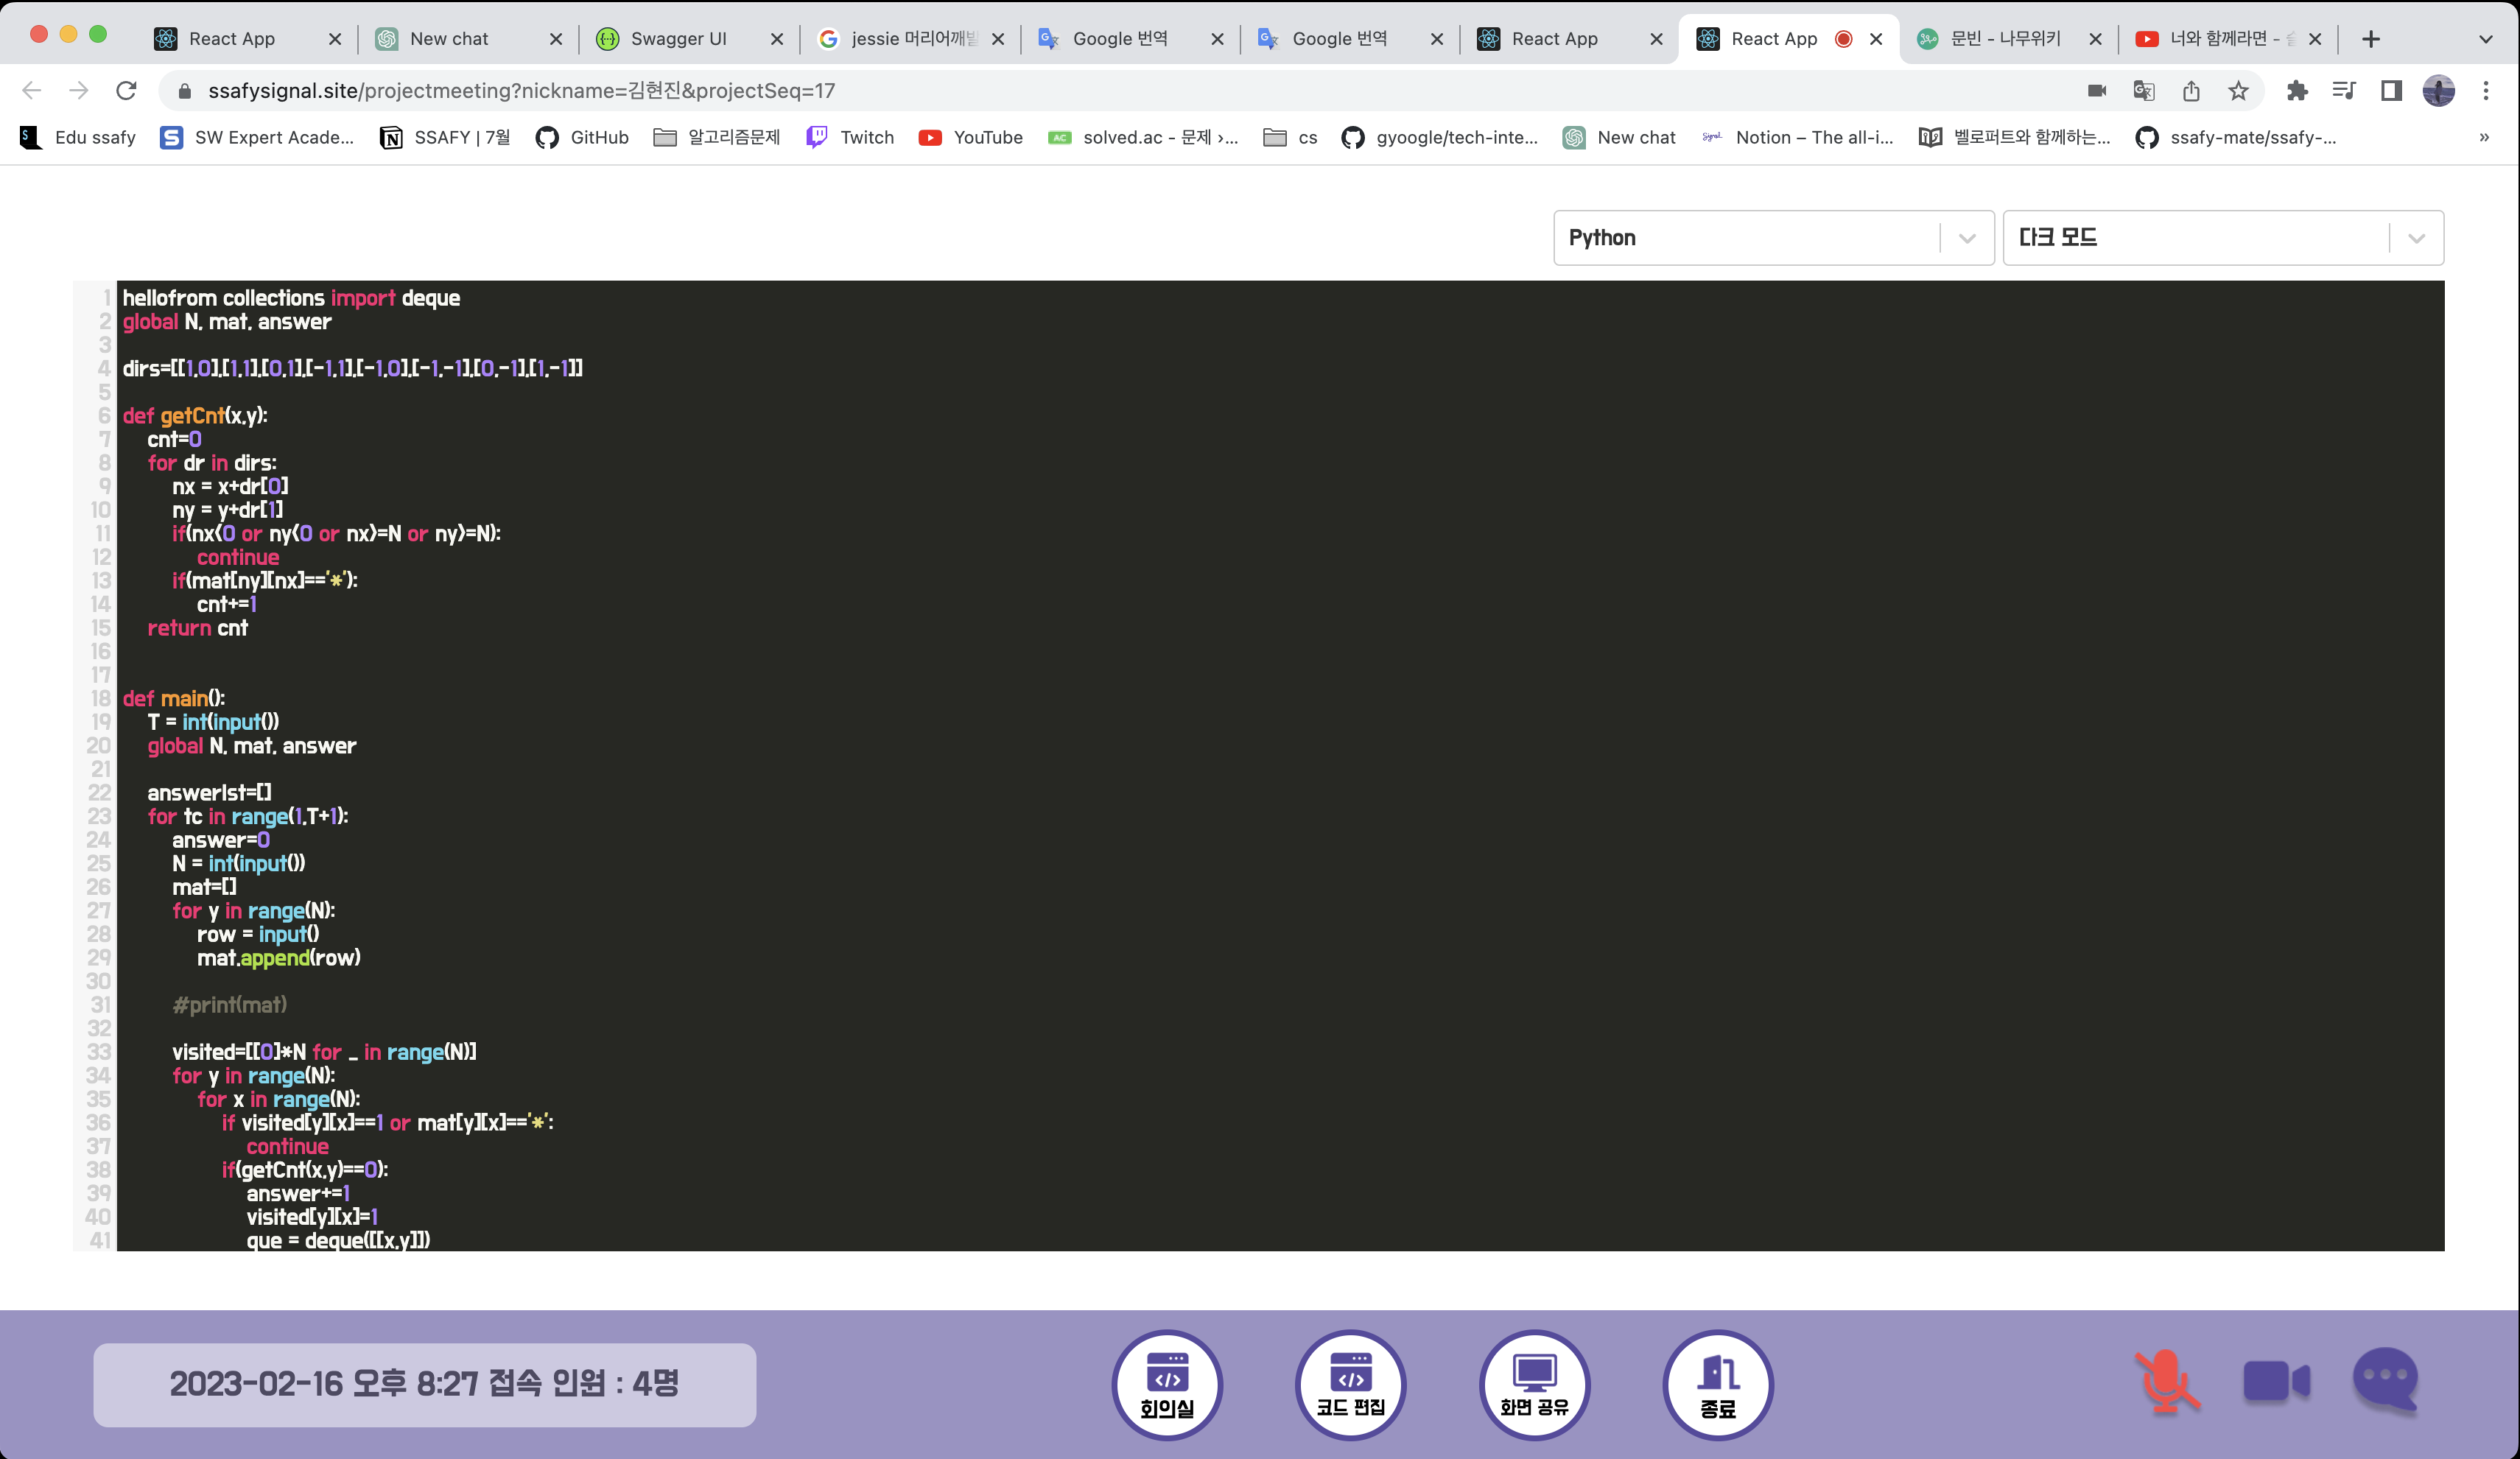 React App
New chat
Swagger UI
jessie 머리어깨발
Google 번역
Google 번역
React App
React App
문빈 - 나무위키
너와 함께라면 -
ssafysignal.site/projectmeeting?nickname=김현진&projectSeq=17
Edu ssafy
SW Expert Acade...
SSAFY | 7월
GitHub
알고리즘문제
Twitch
YouTube
solved.ac - 문제 ›...
cs
gyoogle/tech-inte...
New chat
Notion – The all-i...
벨로퍼트와 함께하는...
ssafy-mate/ssafy-...
»
Python
다크 모드
1 hellofrom collections import deque
2 global N, mat, answer
3
4 dirs=[[1,0],[1,1],[0,1],[-1,1],[-1,0],[-1,-1],[0,-1],[1,-1]]
5
6 def getCnt(x,y):
7 cnt=0
8 for dr in dirs:
9 nx = x+dr[0]
10 ny = y+dr[1]
11 if(nx<0 or ny<0 or nx>=N or ny>=N):
12 continue
13 if(mat[ny][nx]=='*'):
14 cnt+=1
15 return cnt
16
17
18 def main():
19 T = int(input())
20 global N, mat, answer
21
22 answerlst=[]
23 for tc in range(1,T+1):
24 answer=0
25 N = int(input())
26 mat=[]
27 for y in range(N):
28 row = input()
29 mat.append(row)
30
31 #print(mat)
32
33 visited=[[0]*N for _ in range(N)]
34 for y in range(N):
35 for x in range(N):
36 if visited[y][x]==1 or mat[y][x]=='*':
37 continue
38 if(getCnt(x,y)==0):
39 answer+=1
40 visited[y][x]=1
41 que = deque([[x,y]])
2023-02-16 오후 8:27 접속 인원 : 4명
회의실
코드 편집
화면 공유
종료